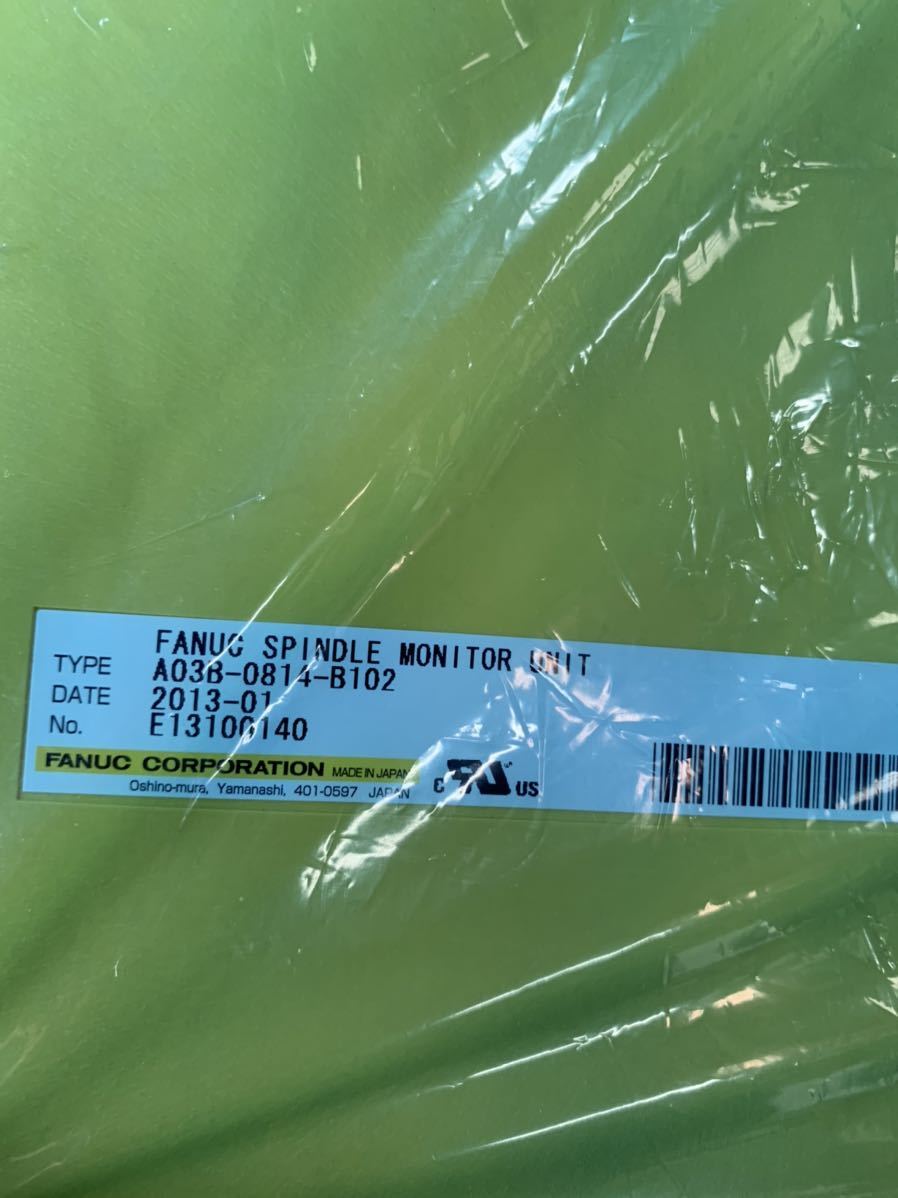 FANUC SPINDLE MONITOR UNIT
TYPE A03B-0814-B102
DATE 2013-01
No. E13100140
FANUC CORPORATION MADE IN JAPAN
Oshino-mura, Yamanashi, 401-0597 JAPAN
c US